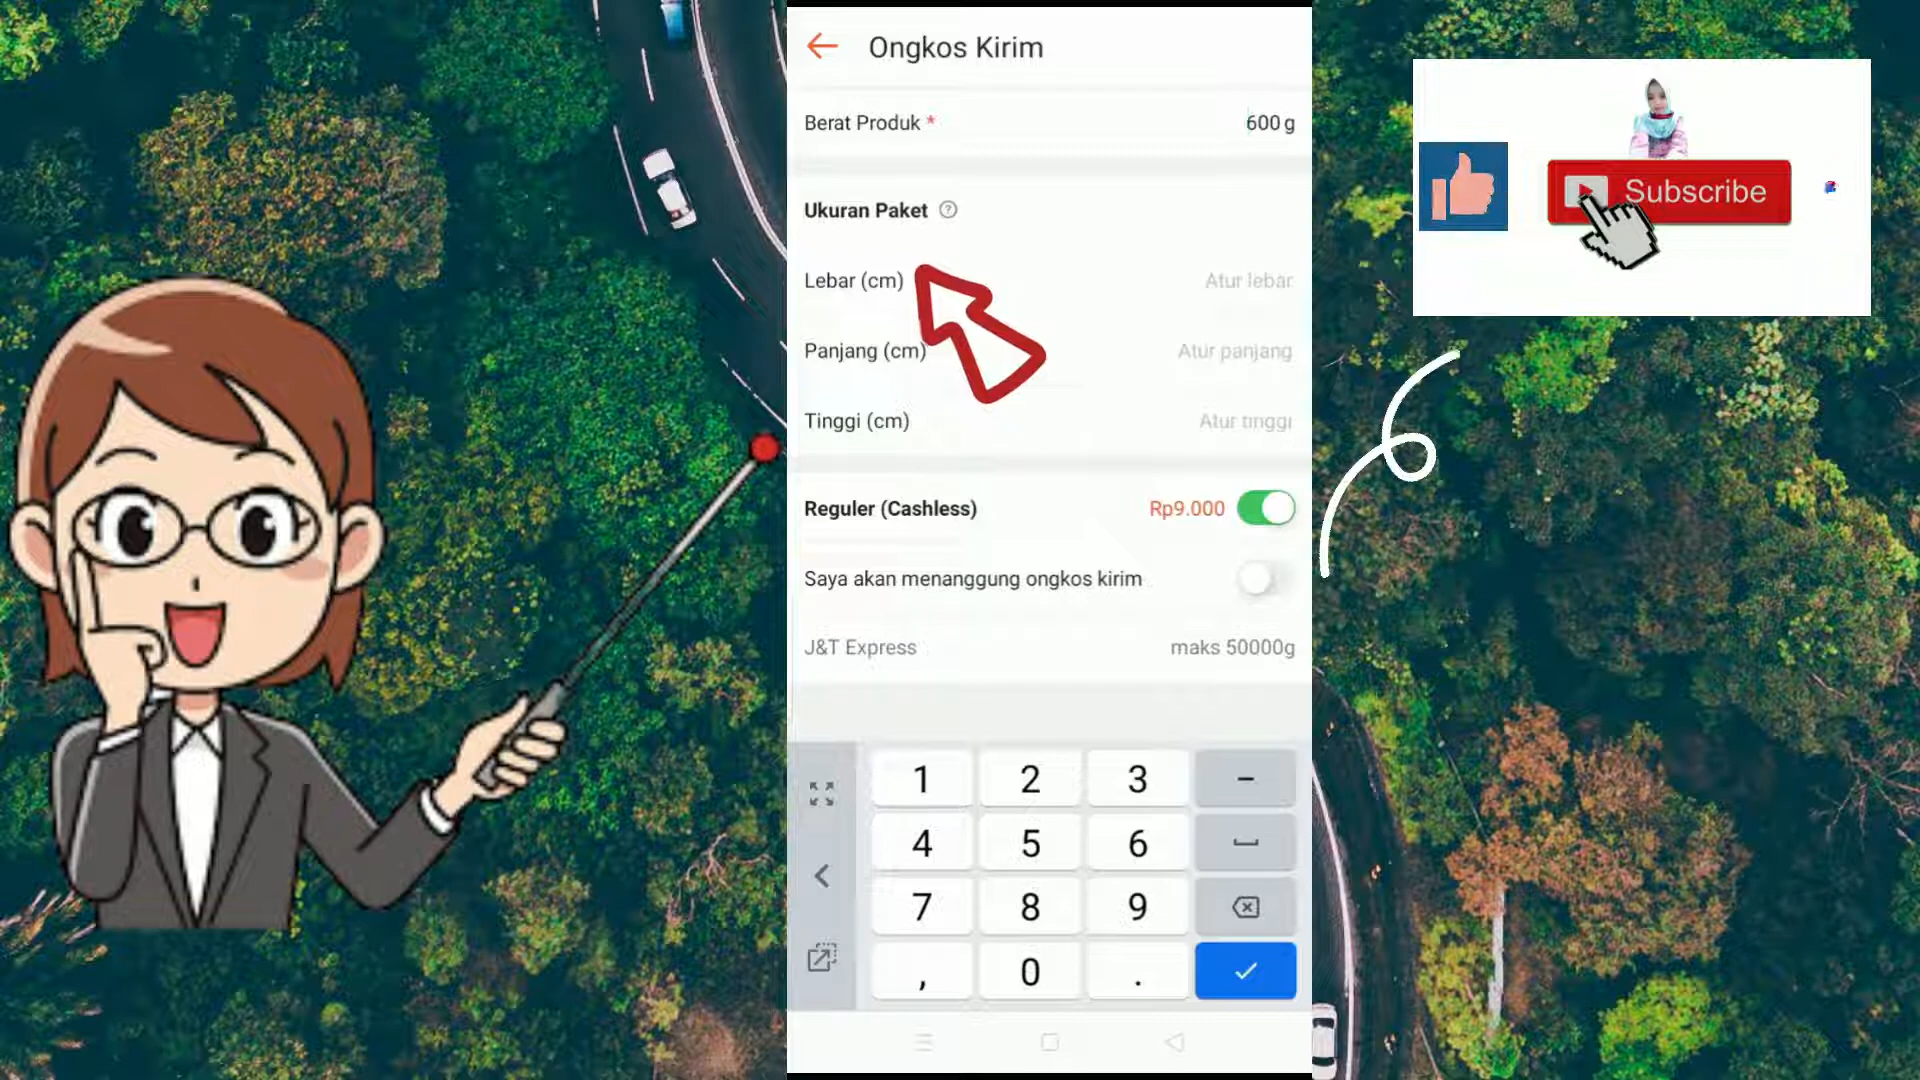 Ongkos Kirim
Berat Produk * 600 g
Ukuran Paket ?
Lebar (cm) Atur lebar
Panjang (cm) Atur panjang
Tinggi (cm) Atur tinggi
Reguler (Cashless) Rp9.000
Saya akan menanggung ongkos kirim
J&T Express maks 50000g
1 2 3 -
4 5 6
7 8 9
, 0 .
Subscribe